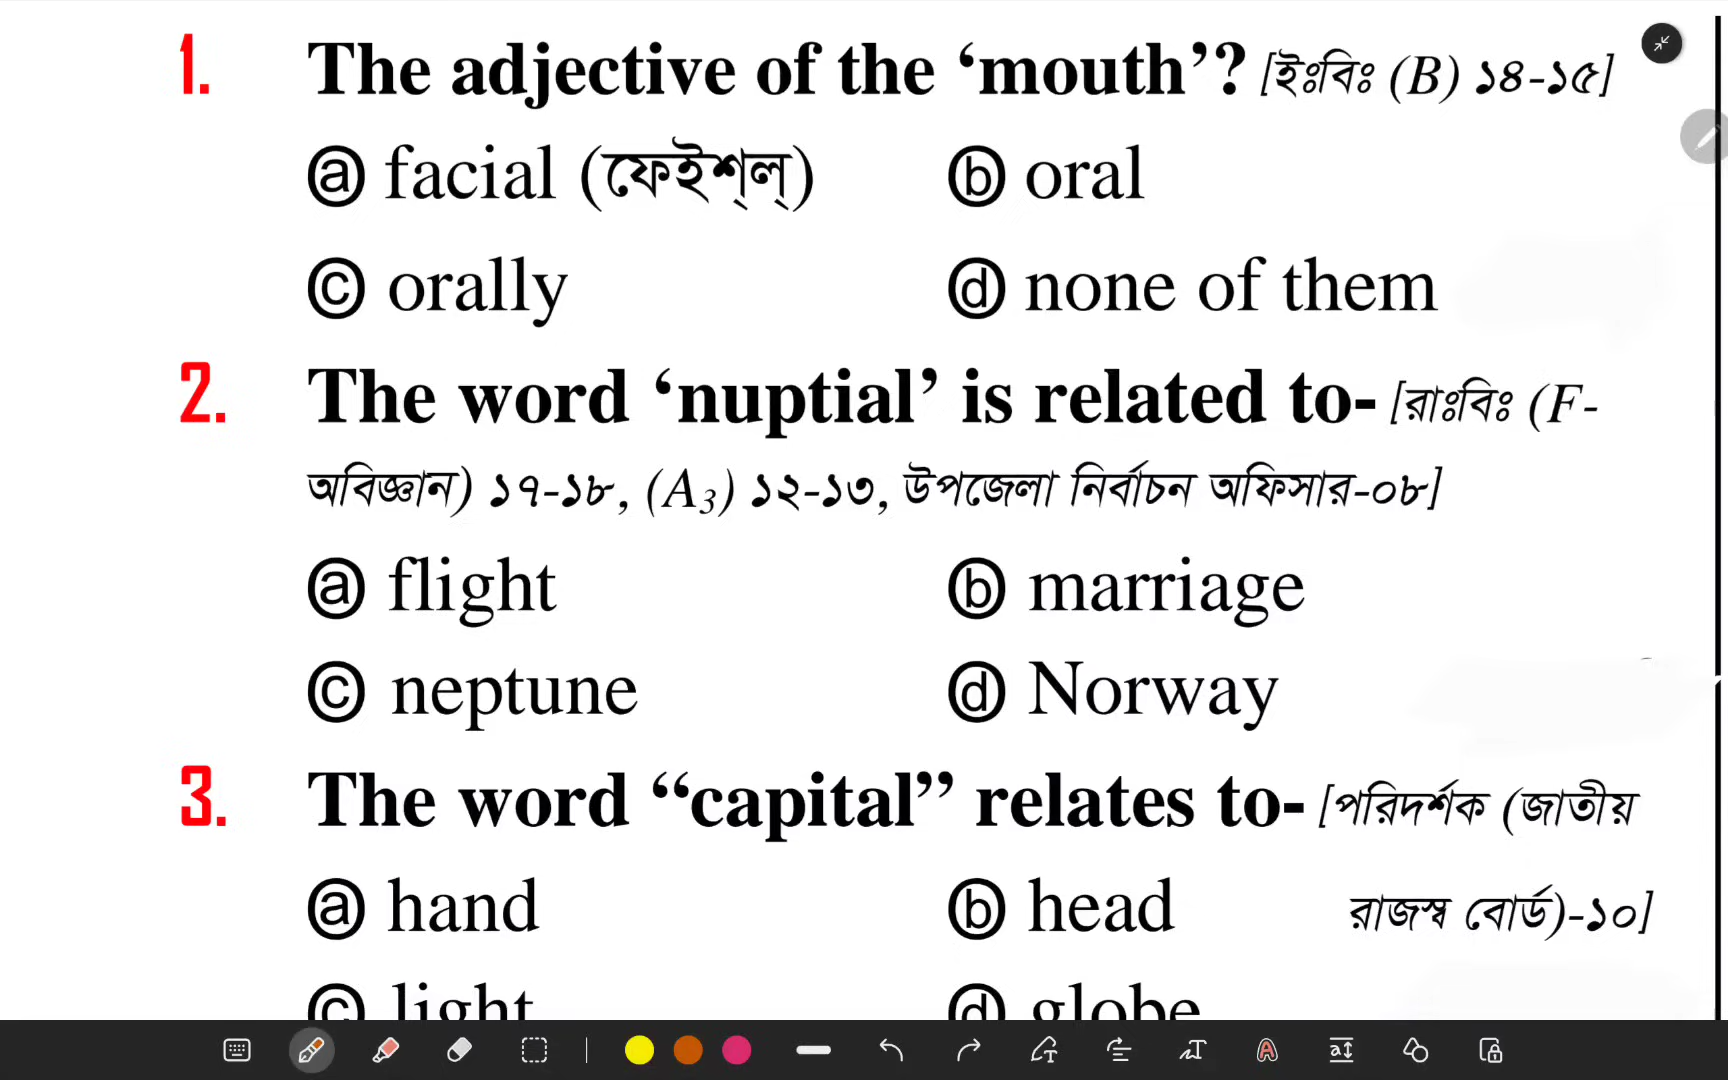 1. The adjective of the ‘mouth’? [ইঃবিঃ (B) ১৪-১৫]
ⓐ facial (ফেইশ্ল্) ⓑ oral
ⓒ orally ⓓ none of them
2. The word ‘nuptial’ is related to- [রাঃবিঃ (F-
অবিজ্ঞান) ১৭-১৮, (A₃) ১২-১৩, উপজেলা নির্বাচন অফিসার-০৮]
ⓐ flight ⓑ marriage
ⓒ neptune ⓓ Norway
3. The word “capital” relates to- [পরিদর্শক (জাতীয়
ⓐ hand ⓑ head রাজস্ব বোর্ড)-১০]
ⓒ light ⓓ globe